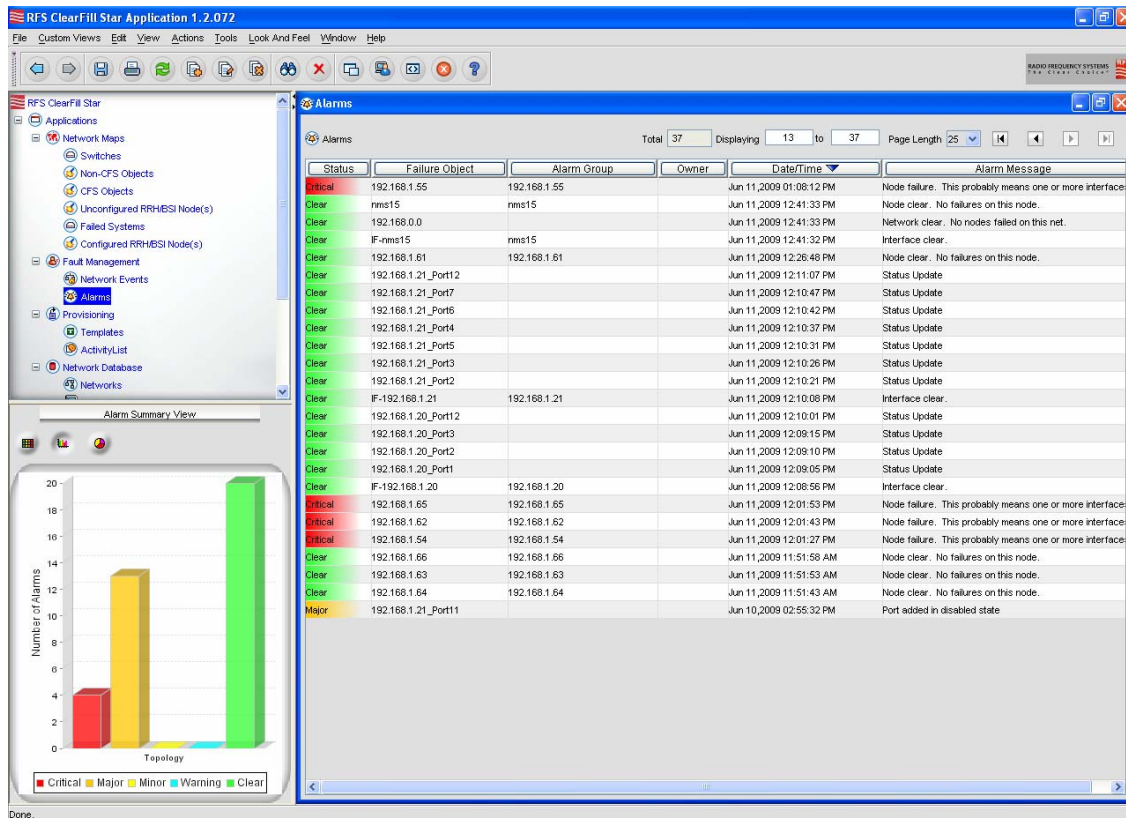 RFS ClearFill Star Application 1.2.072
File Custom Views Edit View Actions Tools Look And Feel Window Help
RADIO FREQUENCY SYSTEMS
The Clear Choice®
RFS ClearFill Star
Applications
Network Maps
Switches
Non-CFS Objects
CFS Objects
Unconfigured RRH/BSI Node(s)
Failed Systems
Configured RRH/BSI Node(s)
Fault Management
Network Events
Alarms
Provisioning
Templates
ActivityList
Network Database
Networks
Alarm Summary View
20
18
16
14
12
10
8
6
4
2
0
Number of Alarms
Topology
Critical Major Minor Warning Clear
Alarms
Alarms Total 37 Displaying 13 to 37 Page Length 25
Status Failure Object Alarm Group Owner Date/Time Alarm Message
Critical 192.168.1.55 192.168.1.55 Jun 11,2009 01:08:12 PM Node failure. This probably means one or more interface
Clear nms15 nms15 Jun 11,2009 12:41:33 PM Node clear. No failures on this node.
Clear 192.168.0.0 Jun 11,2009 12:41:33 PM Network clear. No nodes failed on this net.
Clear IF-nms15 nms15 Jun 11,2009 12:41:32 PM Interface clear.
Clear 192.168.1.61 192.168.1.61 Jun 11,2009 12:26:48 PM Node clear. No failures on this node.
Clear 192.168.1.21_Port12 Jun 11,2009 12:11:07 PM Status Update
Clear 192.168.1.21_Port7 Jun 11,2009 12:10:47 PM Status Update
Clear 192.168.1.21_Port6 Jun 11,2009 12:10:42 PM Status Update
Clear 192.168.1.21_Port4 Jun 11,2009 12:10:37 PM Status Update
Clear 192.168.1.21_Port5 Jun 11,2009 12:10:31 PM Status Update
Clear 192.168.1.21_Port3 Jun 11,2009 12:10:26 PM Status Update
Clear 192.168.1.21_Port2 Jun 11,2009 12:10:21 PM Status Update
Clear IF-192.168.1.21 192.168.1.21 Jun 11,2009 12:10:08 PM Interface clear.
Clear 192.168.1.20_Port12 Jun 11,2009 12:10:01 PM Status Update
Clear 192.168.1.20_Port3 Jun 11,2009 12:09:15 PM Status Update
Clear 192.168.1.20_Port2 Jun 11,2009 12:09:10 PM Status Update
Clear 192.168.1.20_Port1 Jun 11,2009 12:09:05 PM Status Update
Clear IF-192.168.1.20 192.168.1.20 Jun 11,2009 12:08:56 PM Interface clear.
Critical 192.168.1.65 192.168.1.65 Jun 11,2009 12:01:53 PM Node failure. This probably means one or more interface
Critical 192.168.1.62 192.168.1.62 Jun 11,2009 12:01:43 PM Node failure. This probably means one or more interface
Critical 192.168.1.54 192.168.1.54 Jun 11,2009 12:01:27 PM Node failure. This probably means one or more interface
Clear 192.168.1.66 192.168.1.66 Jun 11,2009 11:51:58 AM Node clear. No failures on this node.
Clear 192.168.1.63 192.168.1.63 Jun 11,2009 11:51:53 AM Node clear. No failures on this node.
Clear 192.168.1.64 192.168.1.64 Jun 11,2009 11:51:43 AM Node clear. No failures on this node.
Major 192.168.1.21_Port11 Jun 10,2009 02:55:32 PM Port added in disabled state
Done.